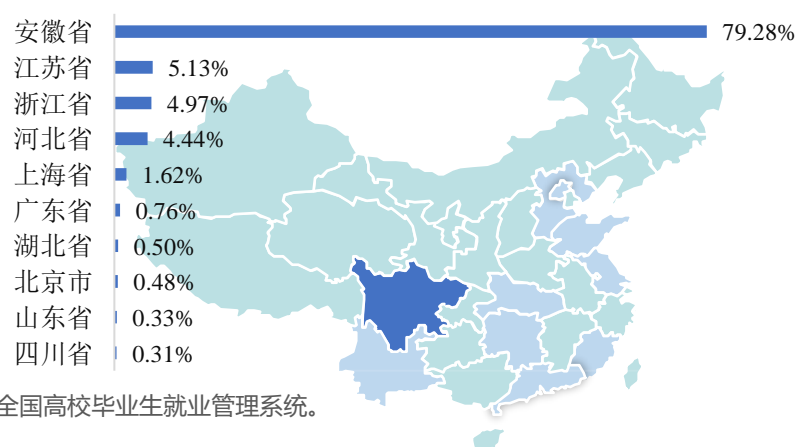 安徽省 79.28%
江苏省 5.13%
浙江省 4.97%
河北省 4.44%
上海省 1.62%
广东省 0.76%
湖北省 0.50%
北京市 0.48%
山东省 0.33%
四川省 0.31%
全国高校毕业生就业管理系统。